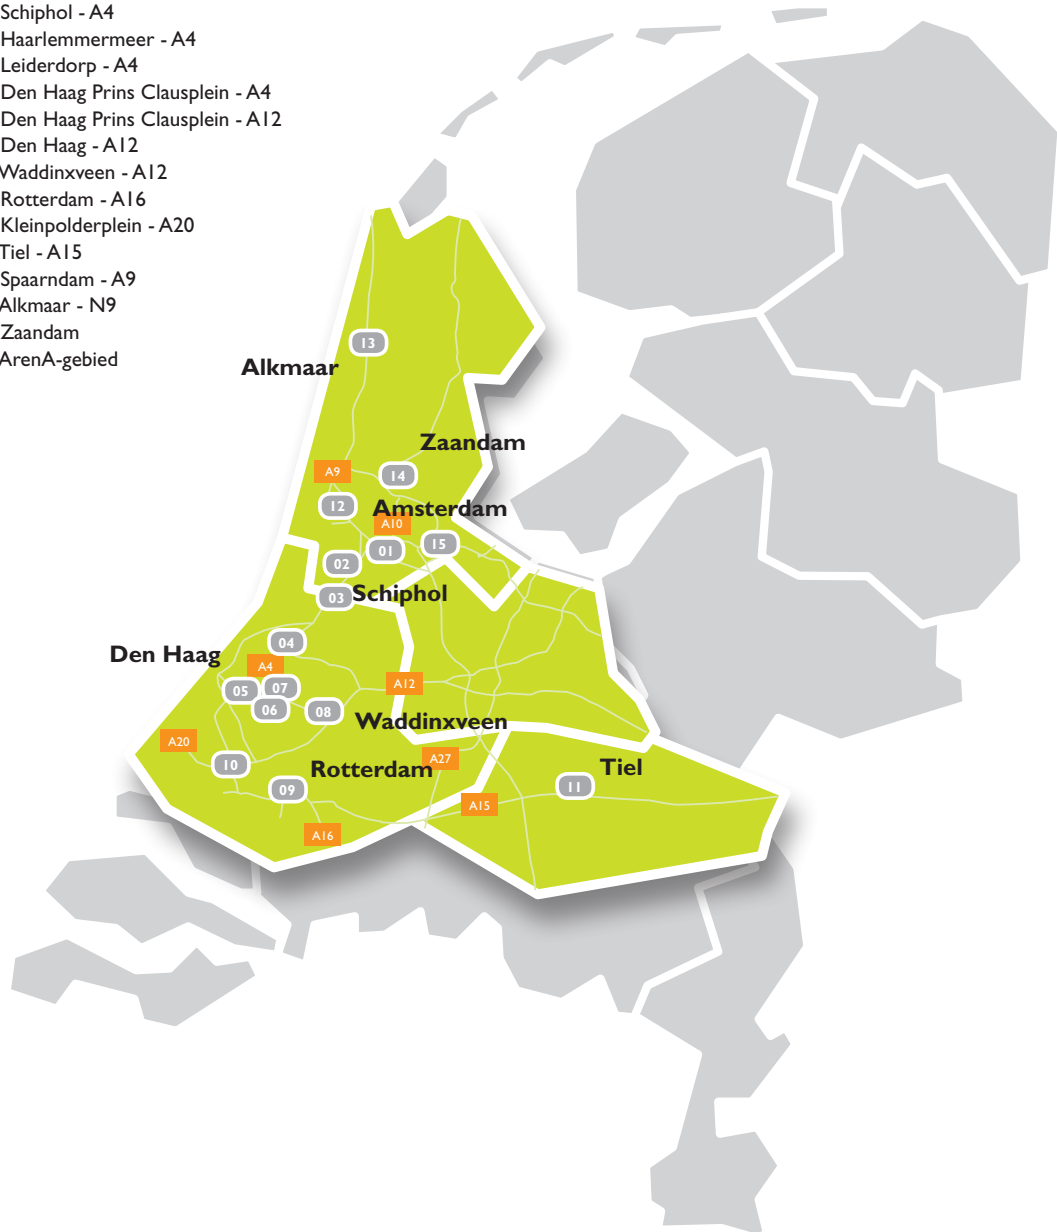 Schiphol - A4
Haarlemmermeer - A4
Leiderdorp - A4
Den Haag Prins Clausplein - A4
Den Haag Prins Clausplein - A12
Den Haag - A12
Waddinxveen - A12
Rotterdam - A16
Kleinpolderplein - A20
Tiel - A15
Spaarndam - A9
Alkmaar - N9
Zaandam
ArenA-gebied
13
Alkmaar
Zaandam
A9
14
12
Amsterdam
A10
15
01
02
Schiphol
03
04
Den Haag
A4
A12
05
07
06
08
Waddinxveen
A20
A27
10
Rotterdam
Tiel
09
11
A15
A16